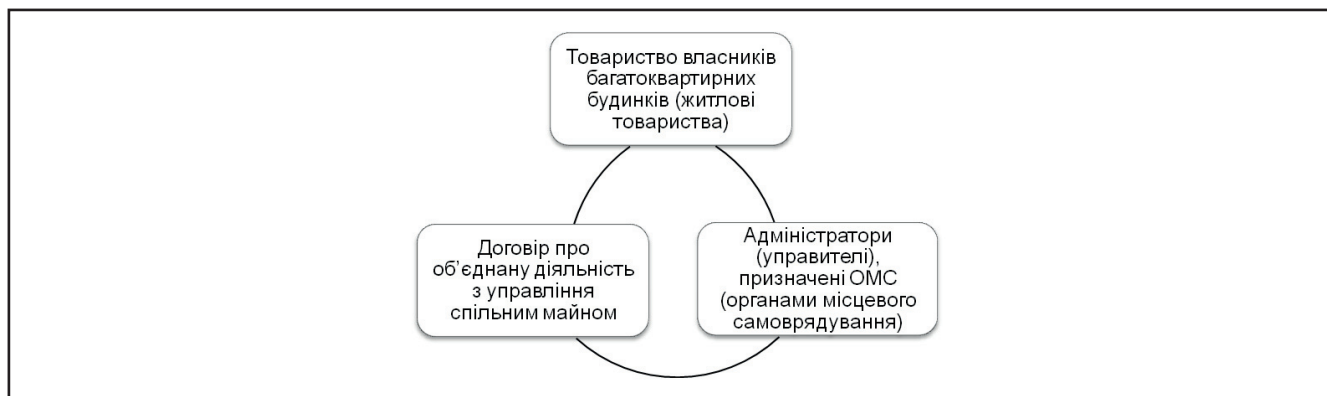 Товариство власників
багатоквартирних
будинків (житлові
товариства)
Договір про
об’єднану діяльність
з управління
спільним майном
Адміністратори
(управителі),
призначені ОМС
(органами місцевого
самоврядування)